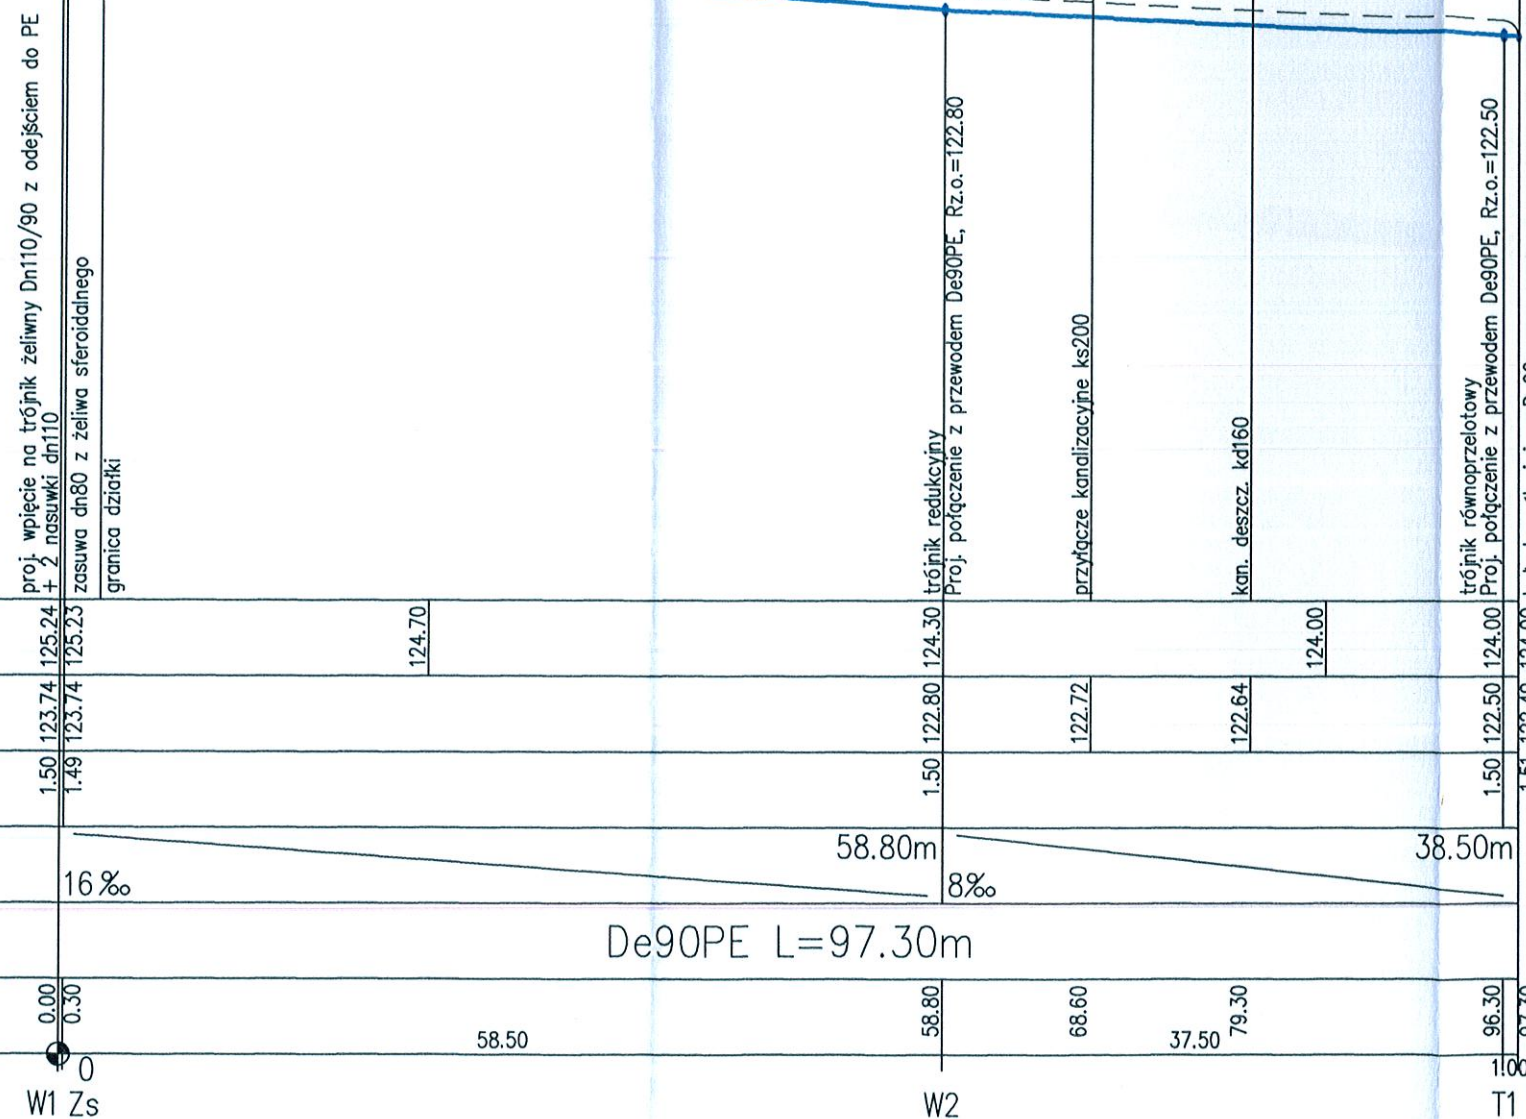 proj. wpięcie na trójnik żeliwny Dn110/90 z odejściem do PE
+ 2 nasuwki dn110
zasuwa dn80 z żeliwa sferoidalnego
granica działki
trójnik redukcyjny
Proj. połączenie z przewodem De90PE, Rz.o.=122.80
przyłącze kanalizacyjne ks200
kan. deszcz. kd160
trójnik równoprzelotowy
Proj. połączenie z przewodem De90PE, Rz.o.=122.50
125.24
125.23
124.70
124.30
124.00
124.00
123.74
123.74
122.80
122.72
122.64
122.50
1.50
1.49
1.50
1.50
58.80m
38.50m
16‰
8‰
De90PE L=97.30m
0.00
0.30
58.80
68.60
79.30
96.30
58.50
37.50
1.00
0
W1 Zs
W2
T1